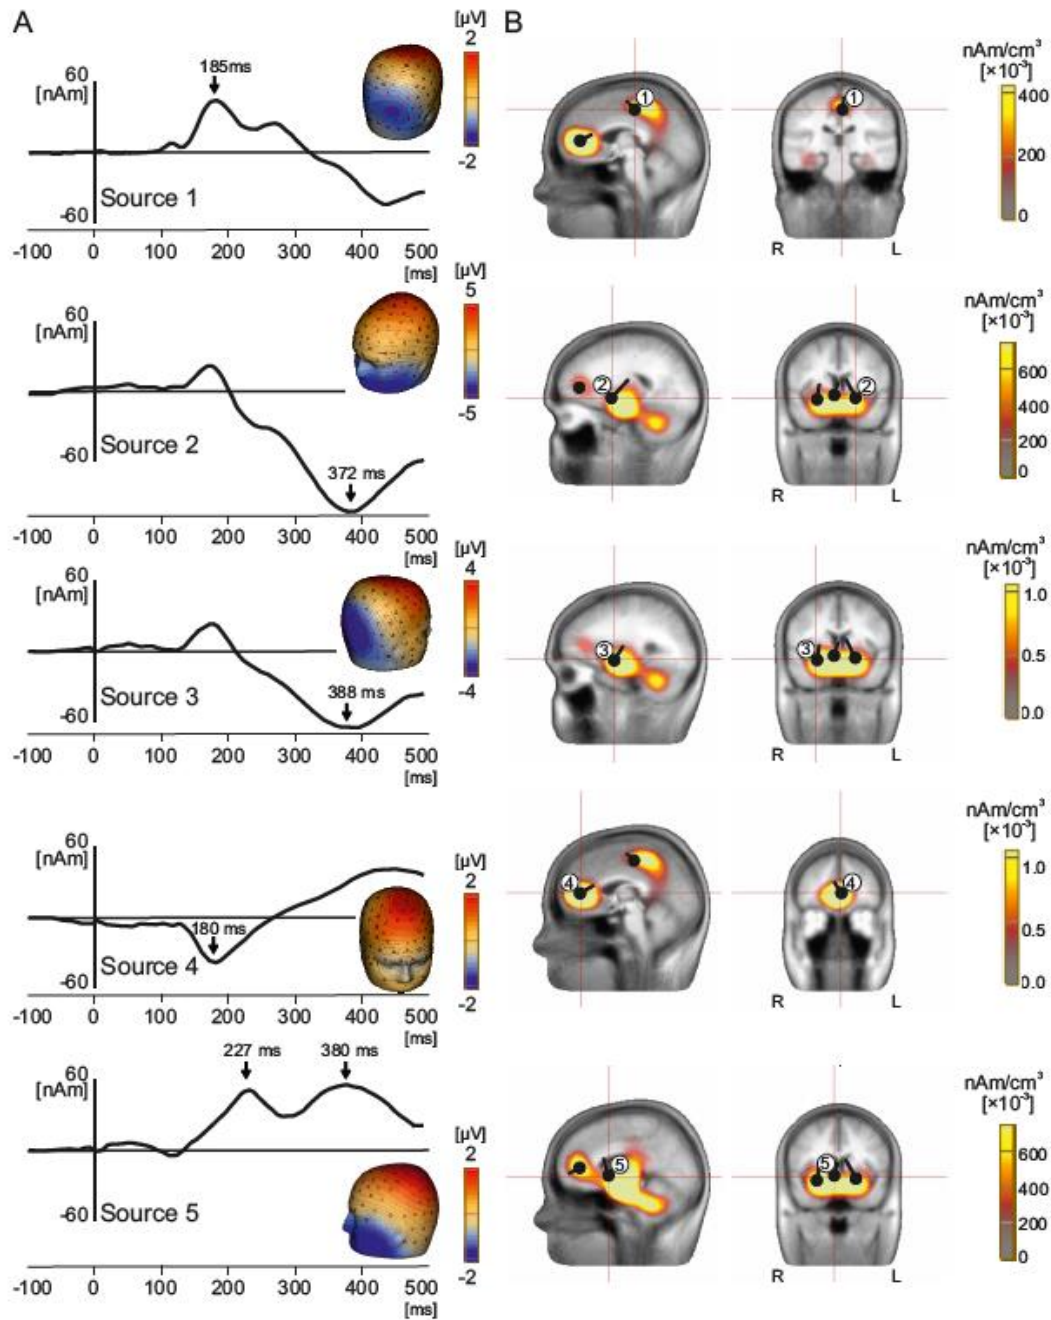 A
[µV]
2
-2
60
[nAm]
185ms
-60
Source 1
-100 0 100 200 300 400 500
[ms]
[µV]
5
-5
60
[nAm]
-60
Source 2
372 ms
-100 0 100 200 300 400 500
[ms]
[µV]
4
-4
60
[nAm]
-60
Source 3
388 ms
-100 0 100 200 300 400 500
[ms]
60
[nAm]
2
-2
180 ms
-60
Source 4
-100 0 100 200 300 400 500
[ms]
227 ms 380 ms
60
[nAm]
[µV]
2
-2
-60
Source 5
-100 0 100 200 300 400 500
[ms]
B
nAm/cm³
[×10⁻³]
① ①
400
200
0
R L
nAm/cm³
[×10⁻³]
② ②
600
400
200
0
R L
nAm/cm³
[×10⁻³]
③ ③
1.0
0.5
0.0
R L
nAm/cm³
[×10⁻³]
④ ④
1.0
0.5
0.0
R L
nAm/cm³
[×10⁻³]
⑤ ⑤
600
400
200
0
R L